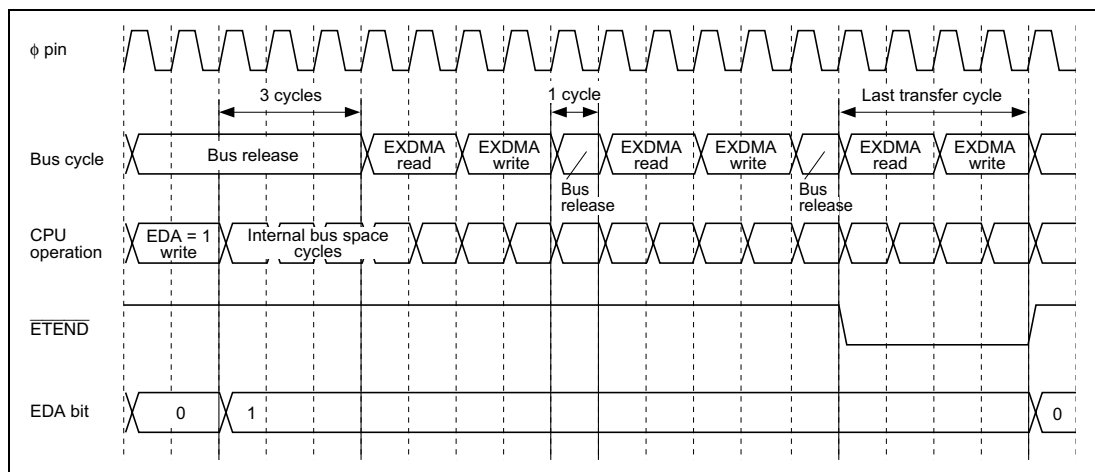 φ pin
3 cycles
1 cycle
Last transfer cycle
Bus cycle
Bus release
EXDMA
read
EXDMA
write
Bus
release
EXDMA
read
EXDMA
write
Bus
release
EXDMA
read
EXDMA
write
CPU
operation
EDA = 1
write
Internal bus space
cycles
ETEND
EDA bit
0
1
0